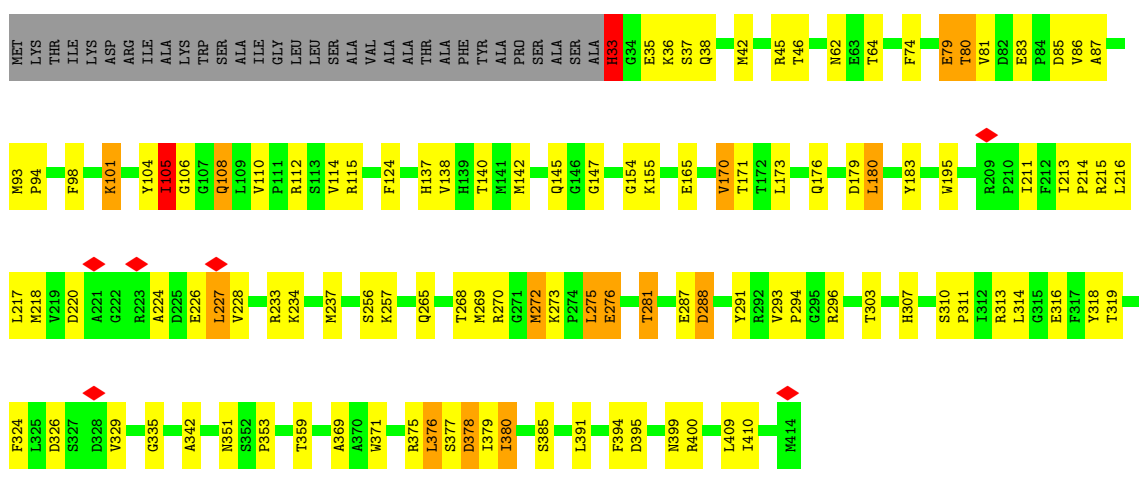 MET LYS THR ILE LYS ASP ARG ILE ALA LYS TRP SER ALA ILE GLY LEU LEU SER ALA VAL ALA ALA THR ALA PHE TYR ALA PRO SER ALA SER ALA H33 G34 E35 K36 S37 Q38 M42 R45 T46 N62 E63 T64 F74 E79 T80 V81 D82 E83 P84 D85 V86 A87
M93 P94 F98 K101 Y104 I105 G106 G107 Q108 L109 V110 P111 R112 S113 V114 R115 F124 H137 V138 H139 T140 M141 M142 Q145 G146 G147 G154 K155 E165 V170 T171 T172 L173 Q176 D179 L180 Y183 W195 R209 P210 I211 F212 I213 P214 R215 L216
L217 M218 V219 D220 A221 G222 R223 A224 D225 E226 L227 V228 R233 K234 M237 S256 K257 Q265 T268 M269 R270 G271 M272 K273 P274 L275 E276 T281 E287 D288 Y291 R292 V293 P294 G295 R296 T303 H307 S310 P311 I312 R313 L314 G315 E316 F317 Y318 T319
F324 L325 D326 S327 D328 V329 G335 A342 N351 S352 P353 T359 A369 A370 W371 R375 L376 S377 D378 I379 I380 S385 L391 F394 D395 N399 R400 L409 I410 M414